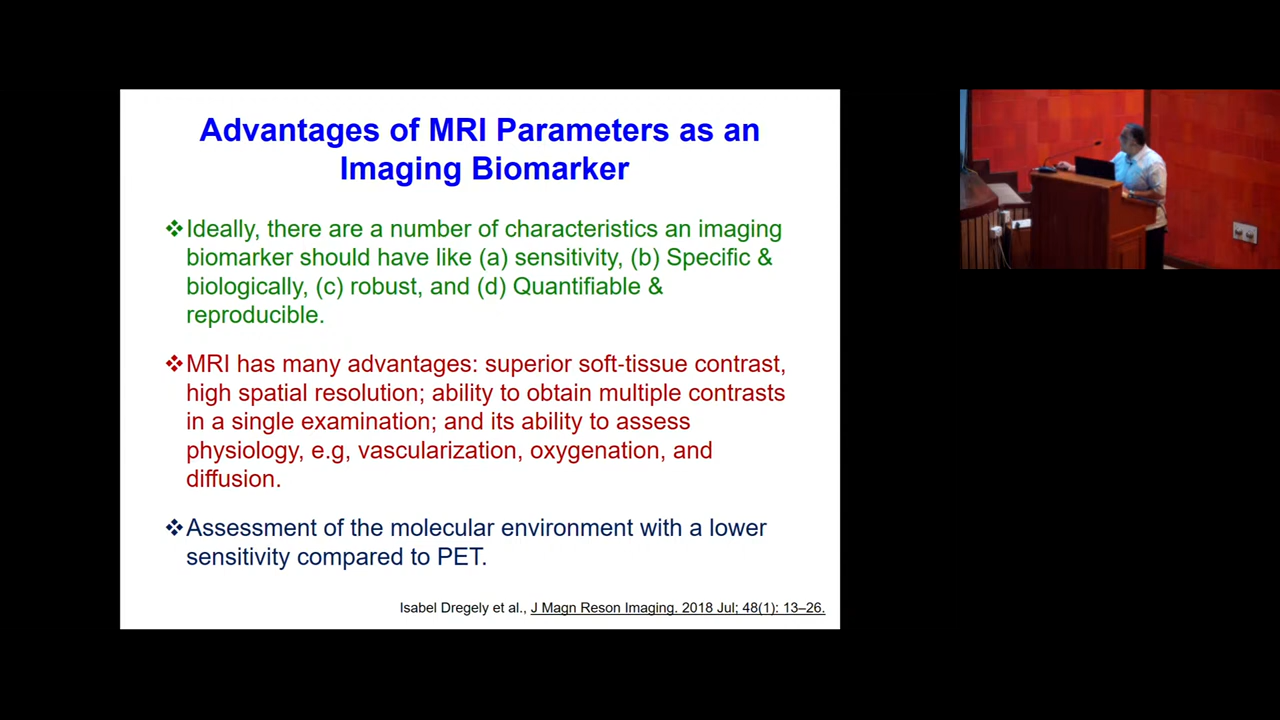 Advantages of MRI Parameters as an
Imaging Biomarker
❖Ideally, there are a number of characteristics an imaging
biomarker should have like (a) sensitivity, (b) Specific &
biologically, (c) robust, and (d) Quantifiable &
reproducible.
❖MRI has many advantages: superior soft-tissue contrast,
high spatial resolution; ability to obtain multiple contrasts
in a single examination; and its ability to assess
physiology, e.g, vascularization, oxygenation, and
diffusion.
❖Assessment of the molecular environment with a lower
sensitivity compared to PET.
Isabel Dregely et al., J Magn Reson Imaging. 2018 Jul; 48(1): 13–26.